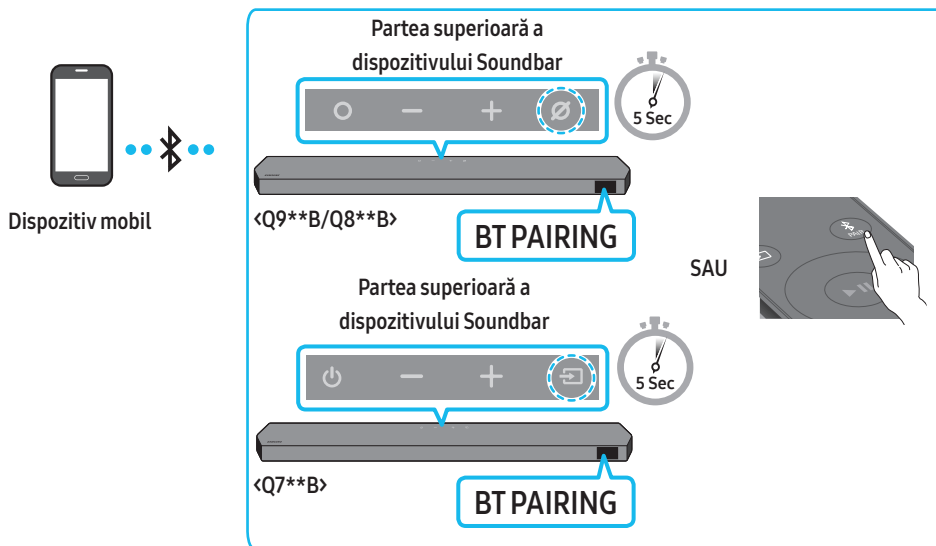 Partea superioară a
dispozitivului Soundbar
5 Sec
Dispozitiv mobil
<Q9**B/Q8**B>
BT PAIRING
SAU
PAIR
Partea superioară a
dispozitivului Soundbar
5 Sec
<Q7**B>
BT PAIRING